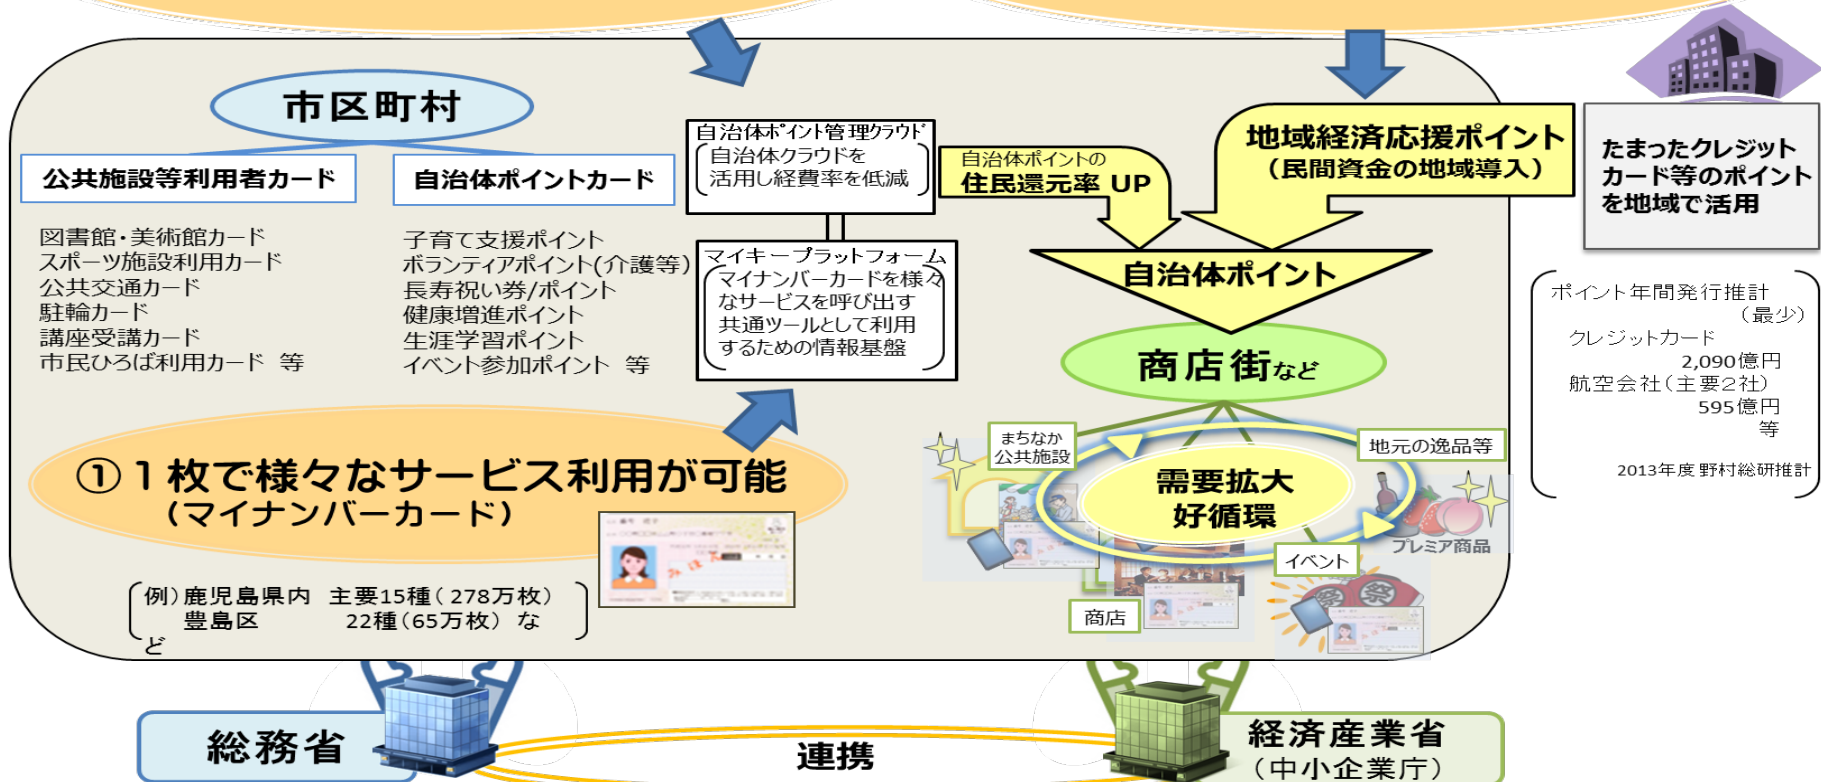 市区町村
公共施設等利用者カード
図書館・美術館カード
スポーツ施設利用カード
公共交通カード
駐輪カード
講座受講カード
市民ひろば利用カード 等
自治体ポイントカード
子育て支援ポイント
ボランティアポイント(介護等)
長寿祝い券/ポイント
健康増進ポイント
生涯学習ポイント
イベント参加ポイント 等
自治体ポイント管理クラウド
自治体クラウドを
活用し経費率を低減
マイキープラットフォーム
マイナンバーカードを様々
なサービスを呼び出す
共通ツールとして利用
するための情報基盤
自治体ポイントの
住民還元率 UP
地域経済応援ポイント
(民間資金の地域導入)
自治体ポイント
商店街など
たまったクレジット
カード等のポイント
を地域で活用
ポイント年間発行推計
(最少)
クレジットカード
2,090億円
航空会社(主要2社)
595億円
等
2013年度 野村総研推計
①1枚で様々なサービス利用が可能
(マイナンバーカード)
みほん
例)鹿児島県内 主要15種(278万枚)
豊島区 22種(65万枚) な
ど
まちなか
公共施設
地元の逸品等
需要拡大
好循環
プレミア商品
イベント
商店
祭
祭
総務省
連携
経済産業省
(中小企業庁)